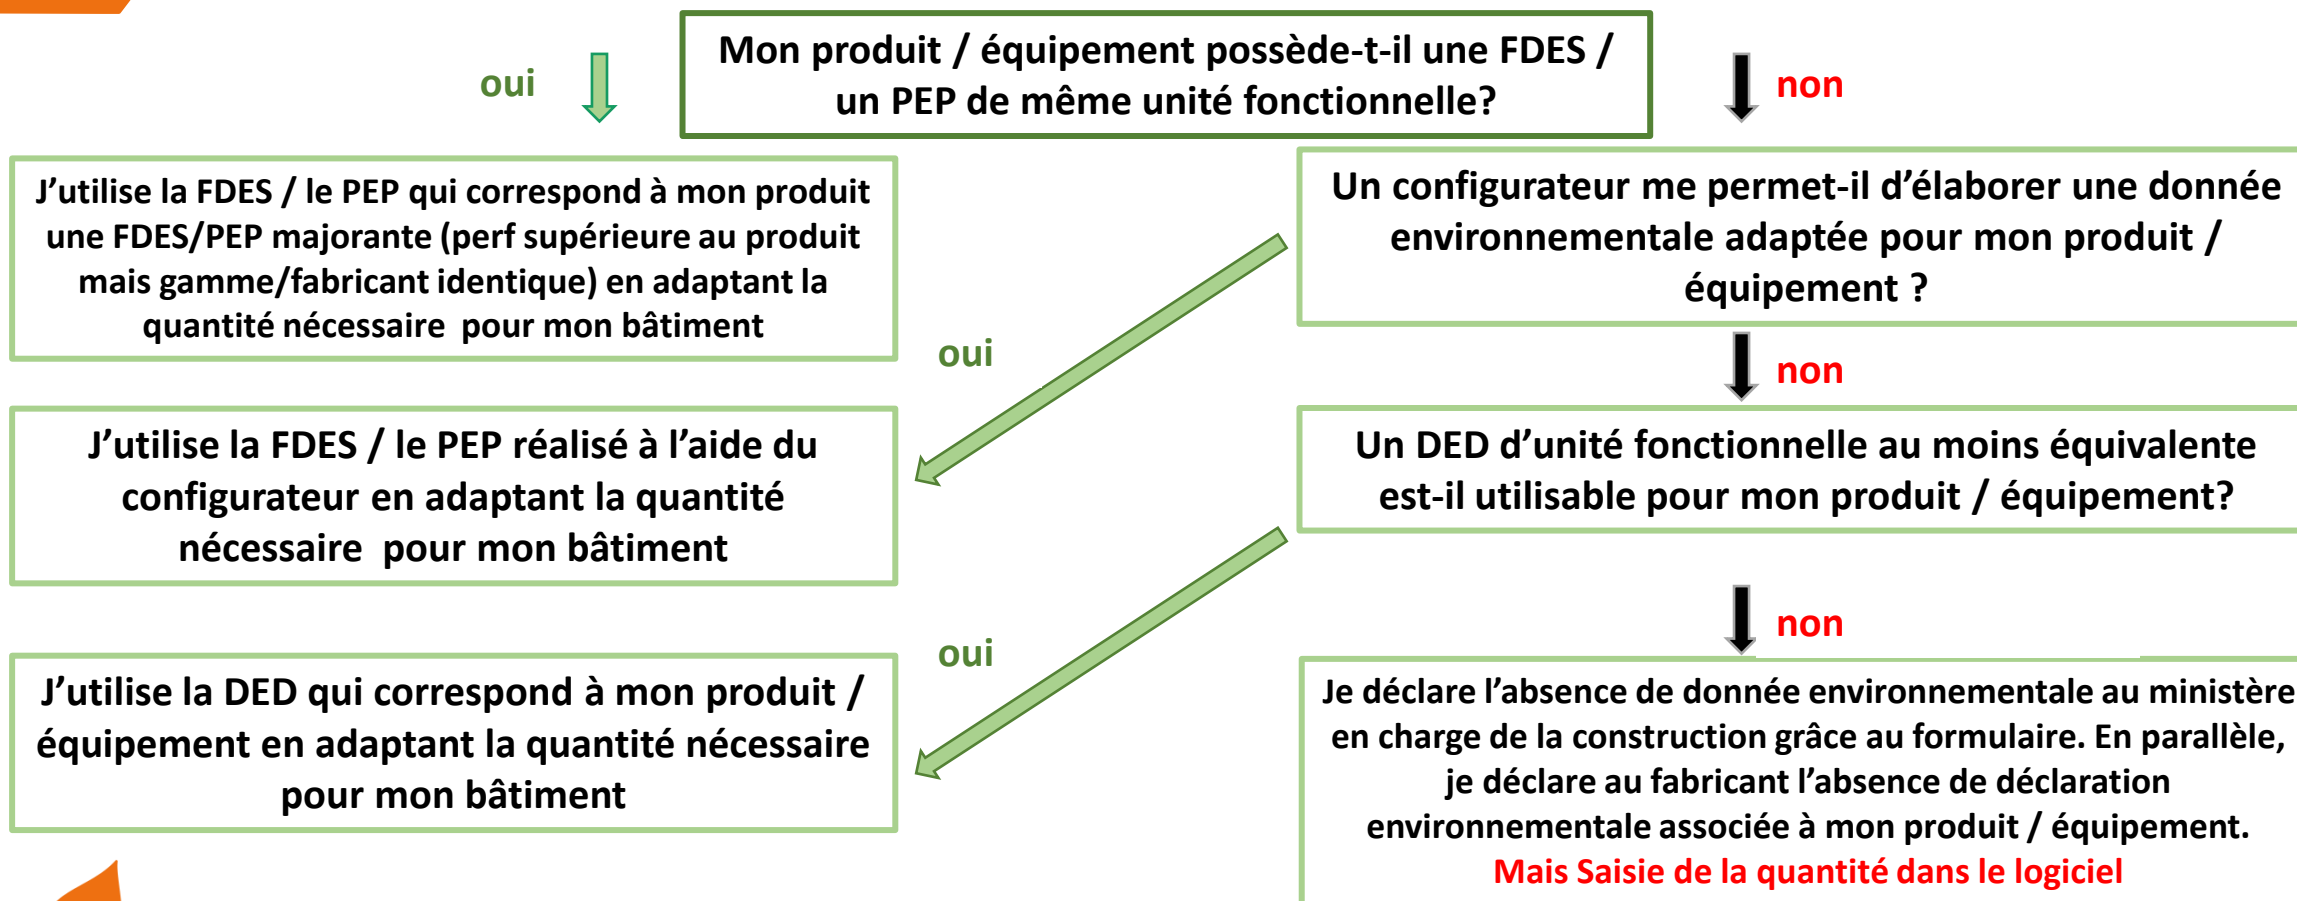 Mon produit / équipement possède-t-il une FDES /
un PEP de même unité fonctionnelle?
oui
non
J’utilise la FDES / le PEP qui correspond à mon produit
une FDES/PEP majorante (perf supérieure au produit
mais gamme/fabricant identique) en adaptant la
quantité nécessaire pour mon bâtiment
Un configurateur me permet-il d’élaborer une donnée
environnementale adaptée pour mon produit /
équipement ?
oui
non
J’utilise la FDES / le PEP réalisé à l’aide du
configurateur en adaptant la quantité
nécessaire pour mon bâtiment
Un DED d’unité fonctionnelle au moins équivalente
est-il utilisable pour mon produit / équipement?
oui
non
J’utilise la DED qui correspond à mon produit /
équipement en adaptant la quantité nécessaire
pour mon bâtiment
Je déclare l’absence de donnée environnementale au ministère
en charge de la construction grâce au formulaire. En parallèle,
je déclare au fabricant l’absence de déclaration
environnementale associée à mon produit / équipement.
Mais Saisie de la quantité dans le logiciel